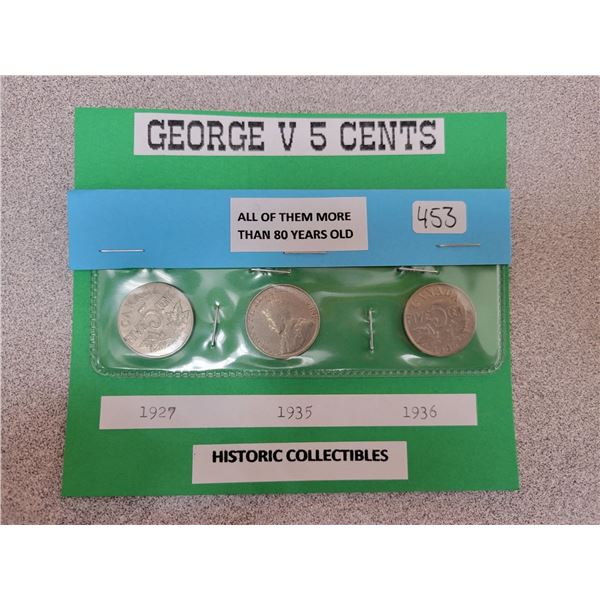 GEORGE V 5 CENTS
ALL OF THEM MORE
THAN 80 YEARS OLD
453
1927 1935 1936
HISTORIC COLLECTIBLES